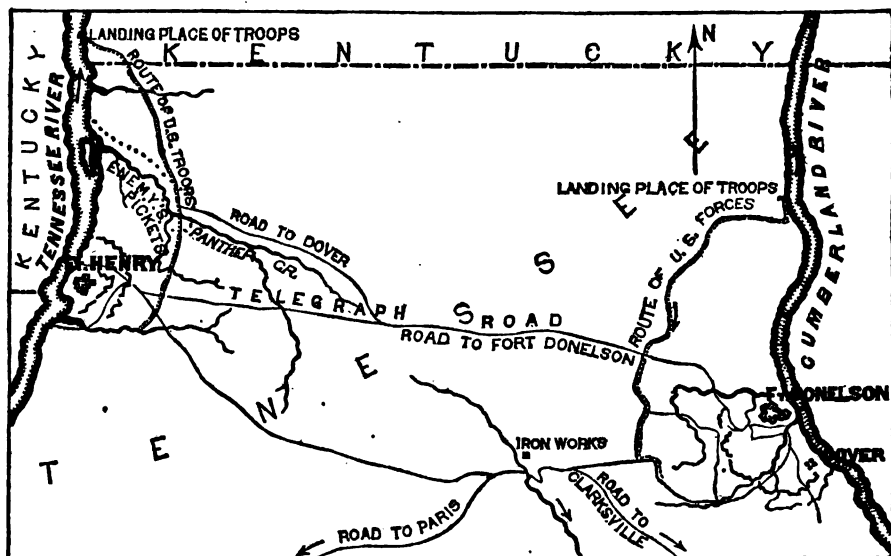 LANDING PLACE OF TROOPS
KENTUCKY
N
KENTUCKY
TENNESSEE RIVER
ROUTE OF U.S. TROOPS
ENEMY'S
PICKETS
PANTHER CR.
ROAD TO DOVER
LANDING PLACE OF TROOPS
ROUTE OF U.S. FORCES
CUMBERLAND RIVER
FT. HENRY
TELEGRAPH ROAD
ROAD TO FORT DONELSON
TENNESSEE
FT. DONELSON
DOVER
IRON WORKS
ROAD TO PARIS
ROAD TO
CLARKSVILLE